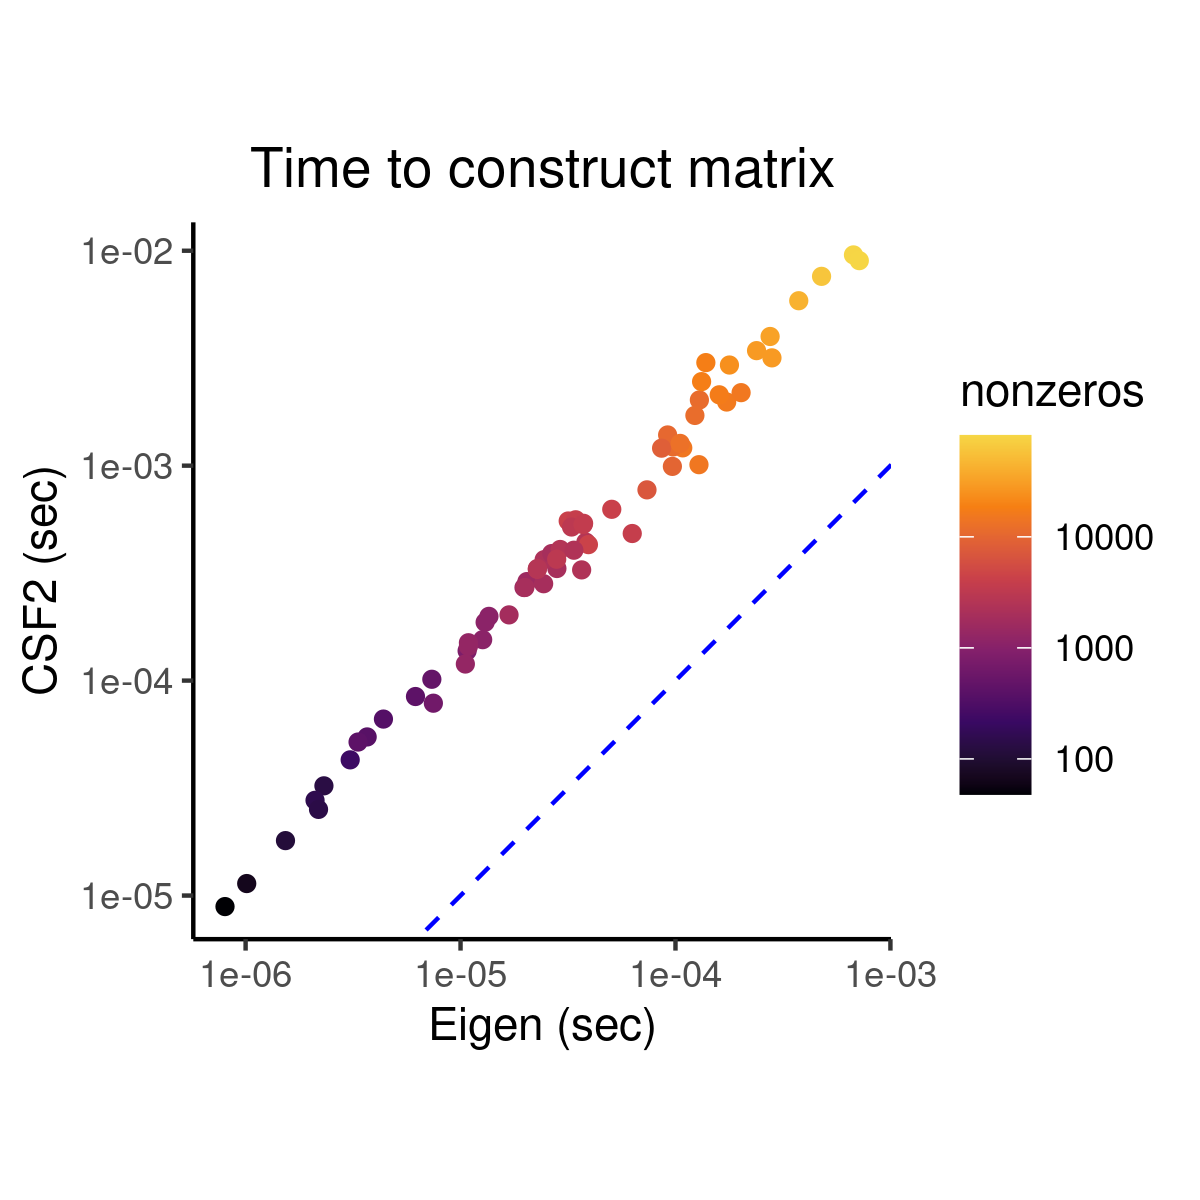 Time to construct matrix
1e-02
1e-03
1e-04
1e-05
CSF2 (sec)
1e-06
1e-05
1e-04
1e-03
Eigen (sec)
nonzeros
10000
1000
100